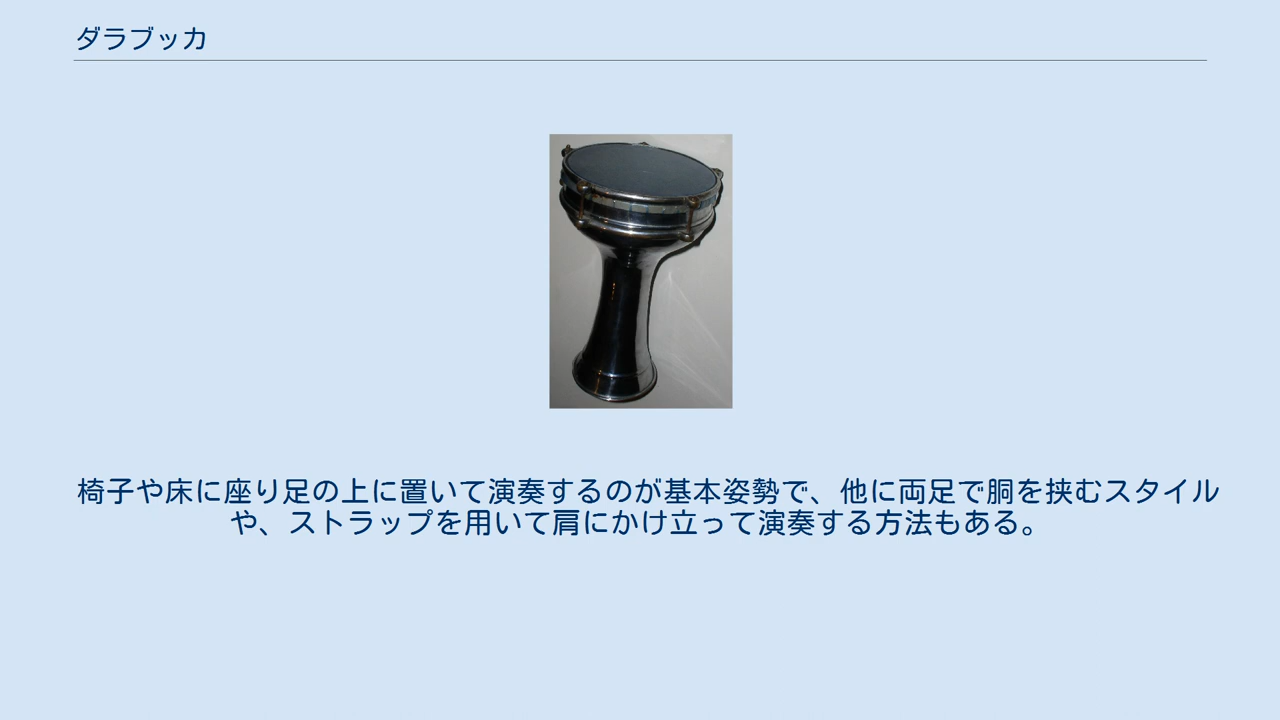 ダラブッカ
椅子や床に座り足の上に置いて演奏するのが基本姿勢で、他に両足で胴を挟むスタイル
や、ストラップを用いて肩にかけ立って演奏する方法もある。